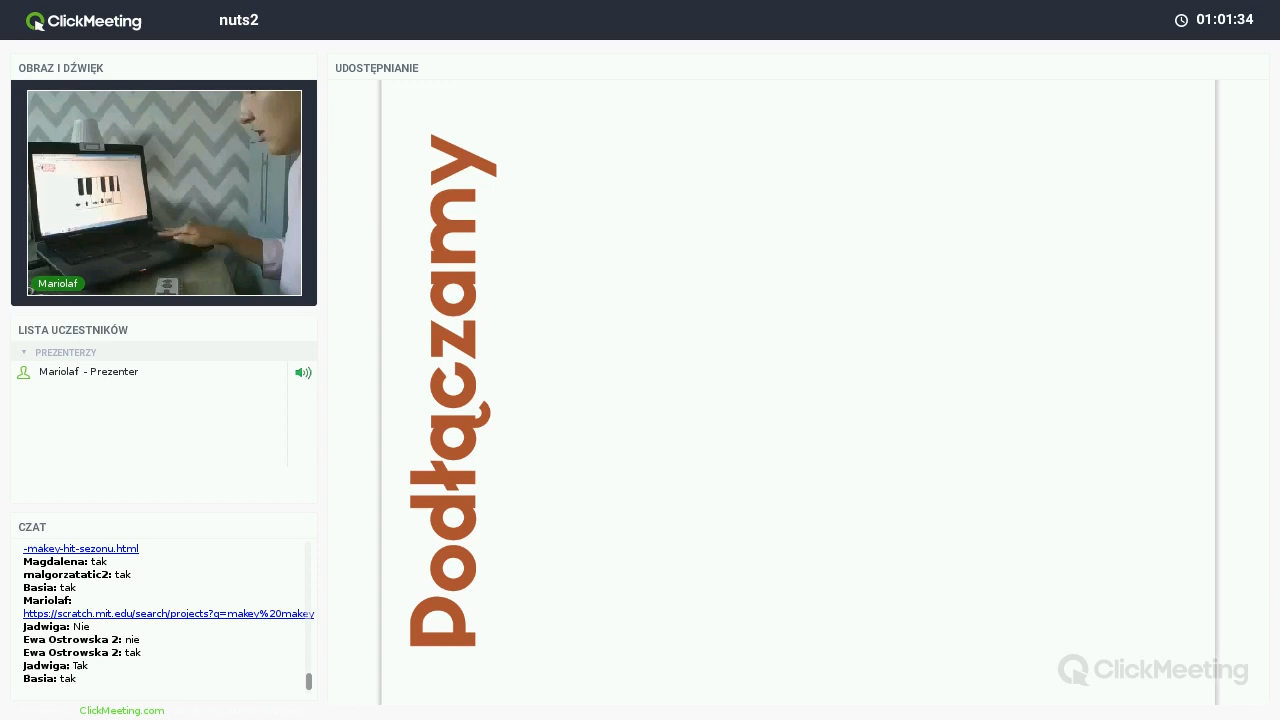 ClickMeeting
nuts2
01:01:34
OBRAZ I DŹWIĘK
UDOSTĘPNIANIE
Mariolaf
LISTA UCZESTNIKÓW
PREZENTERZY
Mariolaf - Prezenter
CZAT
-makey-hit-sezonu.html
Magdalena: tak
malgorzatatic2: tak
Basia: tak
Mariolaf:
https://scratch.mit.edu/search/projects?q=makey%20makey
Jadwiga: Nie
Ewa Ostrowska 2: nie
Ewa Ostrowska 2: tak
Jadwiga: Tak
Basia: tak
ClickMeeting.com
Podłączamy
ClickMeeting